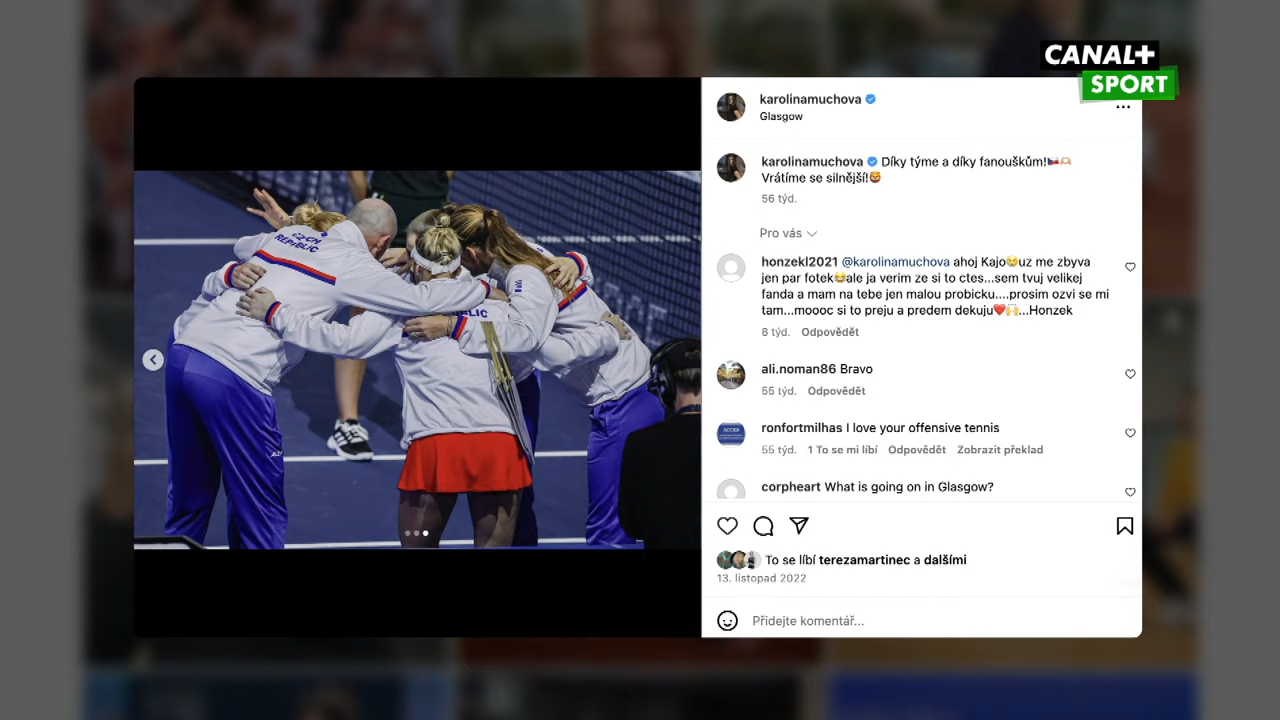 CANAL+
SPORT
karolinamuchova
Glasgow
karolinamuchova Díky týme a díky fanouškům!🇨🇿🫶🏻
Vrátíme se silnější!🦁
56 týd.
Pro vás
honzekl2021 @karolinamuchova ahoj Kajo😉uz me zbyva
jen par fotek😂ale ja verim ze si to ctes...sem tvuj velikej
fanda a mam na tebe jen malou probicku....prosim ozvi se mi
tam...moooc si to preju a predem dekuju❤️🙌🏻...Honzek
8 týd. Odpovědět
ali.noman86 Bravo
55 týd. Odpovědět
ronfortmilhas I love your offensive tennis
55 týd. 1 To se mi líbí Odpovědět Zobrazit překlad
corpheart What is going on in Glasgow?
To se líbí terezamartinec a dalšími
13. listopad 2022
Přidejte komentář...
CZECH
REPUBLIC